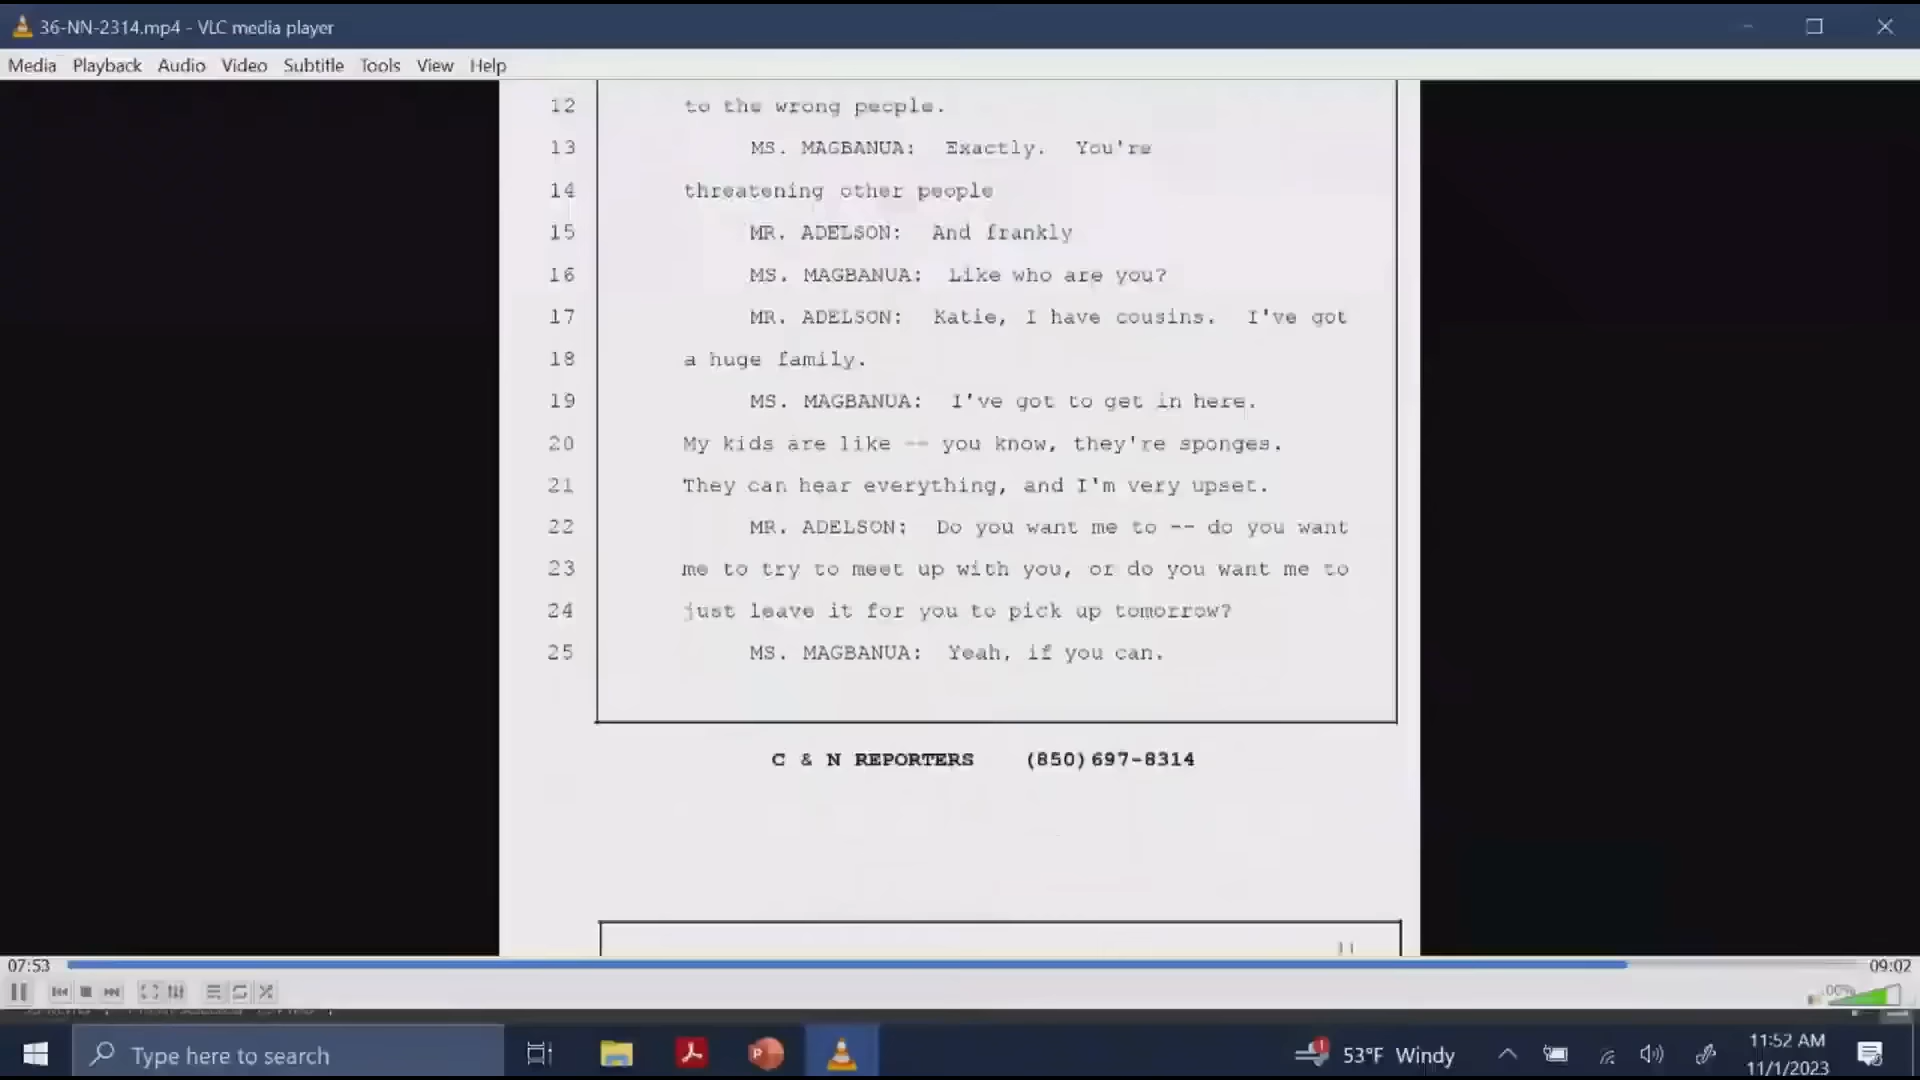 36-NN-2314.mp4 - VLC media player
Media Playback Audio Video Subtitle Tools View Help
12 to the wrong people.
13 MS. MAGBANUA: Exactly. You're
14 threatening other people
15 MR. ADELSON: And frankly
16 MS. MAGBANUA: Like who are you?
17 MR. ADELSON: Katie, I have cousins. I've got
18 a huge family.
19 MS. MAGBANUA: I've got to get in here.
20 My kids are like -- you know, they're sponges.
21 They can hear everything, and I'm very upset.
22 MR. ADELSON: Do you want me to -- do you want
23 me to try to meet up with you, or do you want me to
24 just leave it for you to pick up tomorrow?
25 MS. MAGBANUA: Yeah, if you can.
C & N REPORTERS (850)697-8314
07:53 09:02
Type here to search
53°F Windy
11:52 AM
11/1/2023